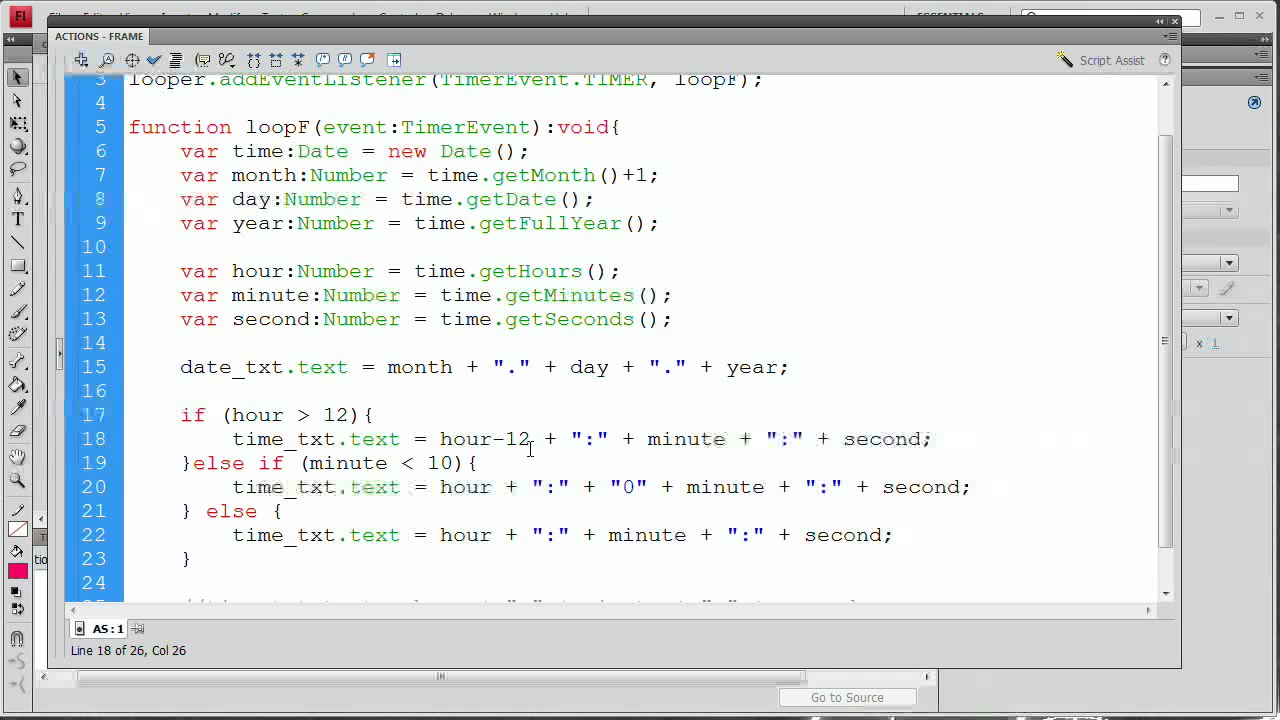 Fl
ESSENTIALS
ACTIONS - FRAME
Script Assist
3 looper.addEventListener(TimerEvent.TIMER, loopF);
4
5 function loopF(event:TimerEvent):void{
6 var time:Date = new Date();
7 var month:Number = time.getMonth()+1;
8 var day:Number = time.getDate();
9 var year:Number = time.getFullYear();
10
11 var hour:Number = time.getHours();
12 var minute:Number = time.getMinutes();
13 var second:Number = time.getSeconds();
14
15 date_txt.text = month + "." + day + "." + year;
16
17 if (hour > 12){
18 time_txt.text = hour-12 + ":" + minute + ":" + second;
19 }else if (minute < 10){
20 time_txt.text = hour + ":" + "0" + minute + ":" + second;
21 } else {
22 time_txt.text = hour + ":" + minute + ":" + second;
23 }
24
AS:1
Line 18 of 26, Col 26
x 1
Go to Source